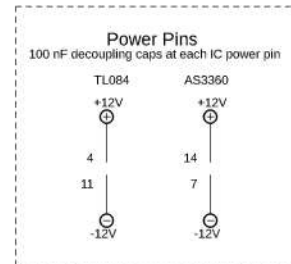 Power Pins
100 nF decoupling caps at each IC power pin
TL084 AS3360
+12V +12V
4 14
11 7
-12V -12V